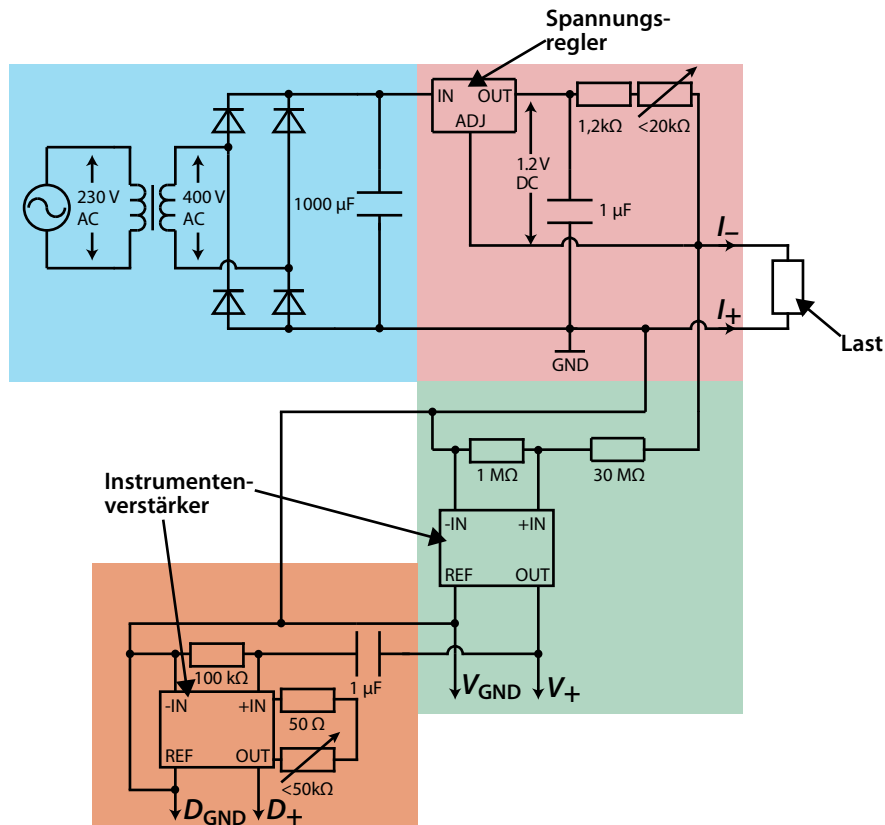 Spannungs-
regler
IN
OUT
ADJ
1,2kΩ
<20kΩ
230 V
AC
400 V
AC
1000 µF
1.2 V
DC
1 µF
I−
I+
GND
Last
1 MΩ
30 MΩ
Instrumenten-
verstärker
-IN
+IN
REF
OUT
100 kΩ
1 µF
VGND
V+
-IN
+IN
50 Ω
REF
OUT
<50kΩ
DGND
D+